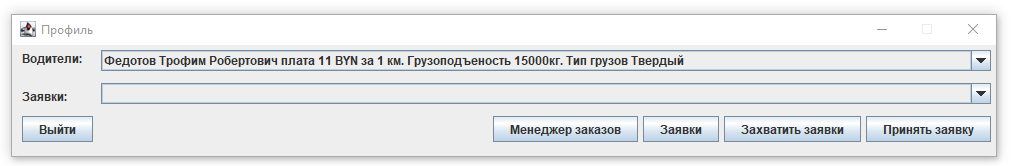 Профиль
Водители: Федотов Трофим Робертович плата 11 BYN за 1 км. Грузоподъеность 15000кг. Тип грузов Твердый
Заявки:
Выйти Менеджер заказов Заявки Захватить заявки Принять заявку